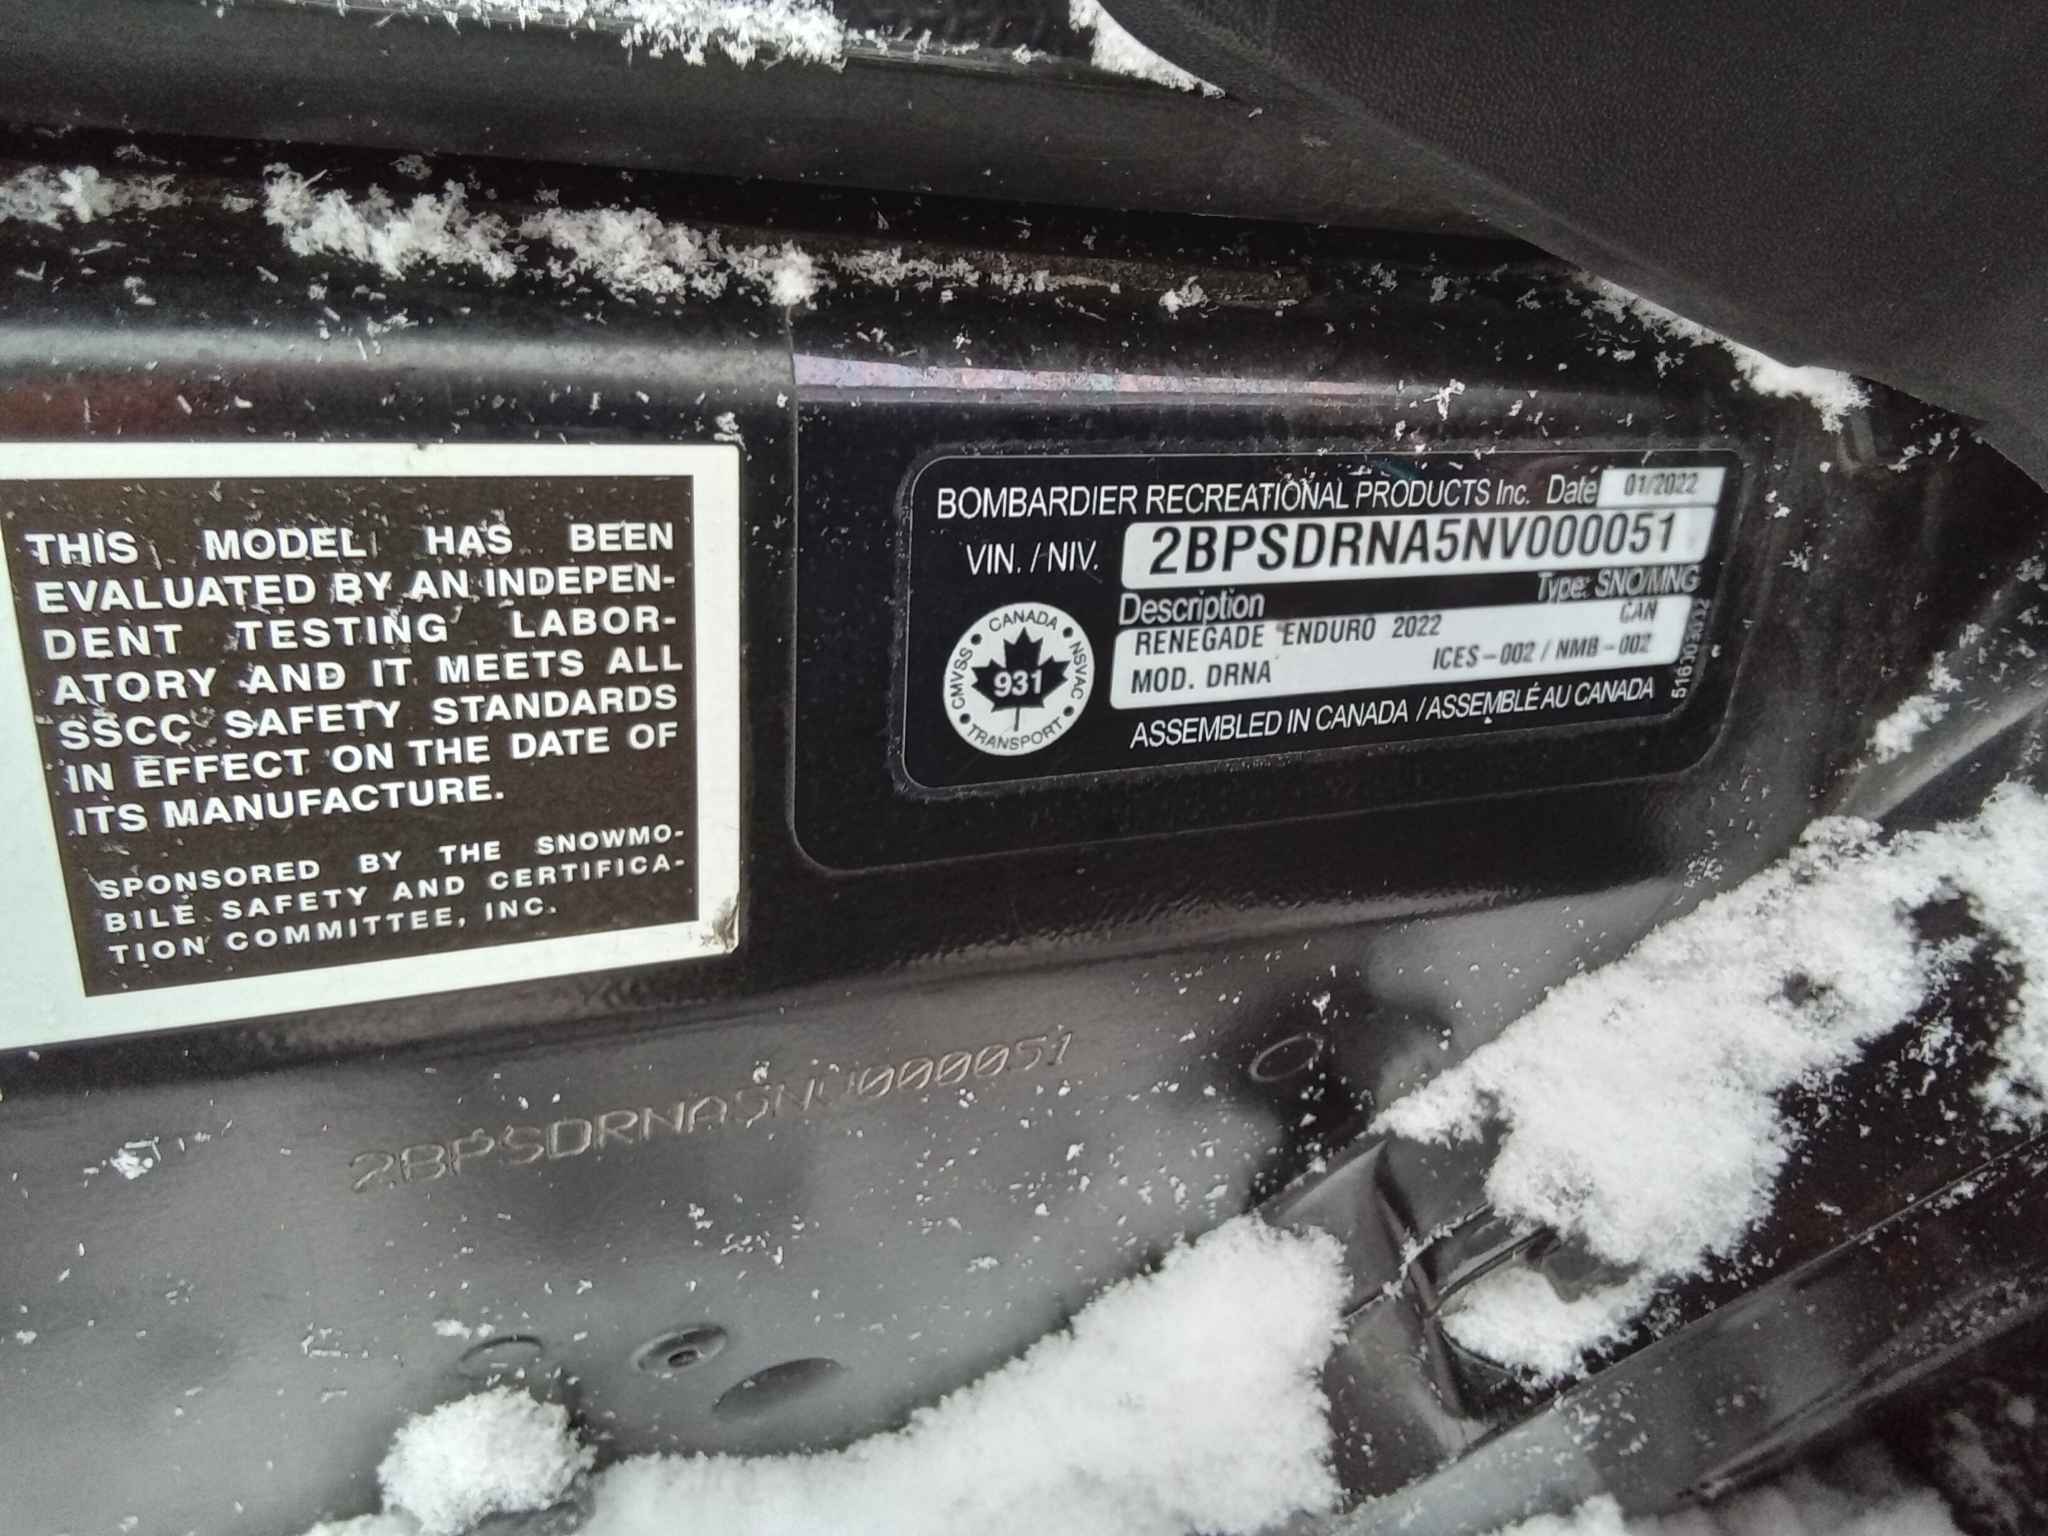 THIS MODEL HAS BEEN
EVALUATED BY AN INDEPEN-
DENT TESTING LABOR-
ATORY AND IT MEETS ALL
SSCC SAFETY STANDARDS
IN EFFECT ON THE DATE OF
ITS MANUFACTURE.
SPONSORED BY THE SNOWMO-
BILE SAFETY AND CERTIFICA-
TION COMMITTEE, INC.
BOMBARDIER RECREATIONAL PRODUCTS Inc. Date 01/2022
VIN. / NIV. 2BPSDRNA5NV000051
Description Type: SNO/MNG
RENEGADE ENDURO 2022 CAN
MOD. DRNA ICES-002 / NMB-002
ASSEMBLED IN CANADA / ASSEMBLÉ AU CANADA
CANADA
CMVSS 931 NSVAC
TRANSPORT
2BPSDRNA5NV000051